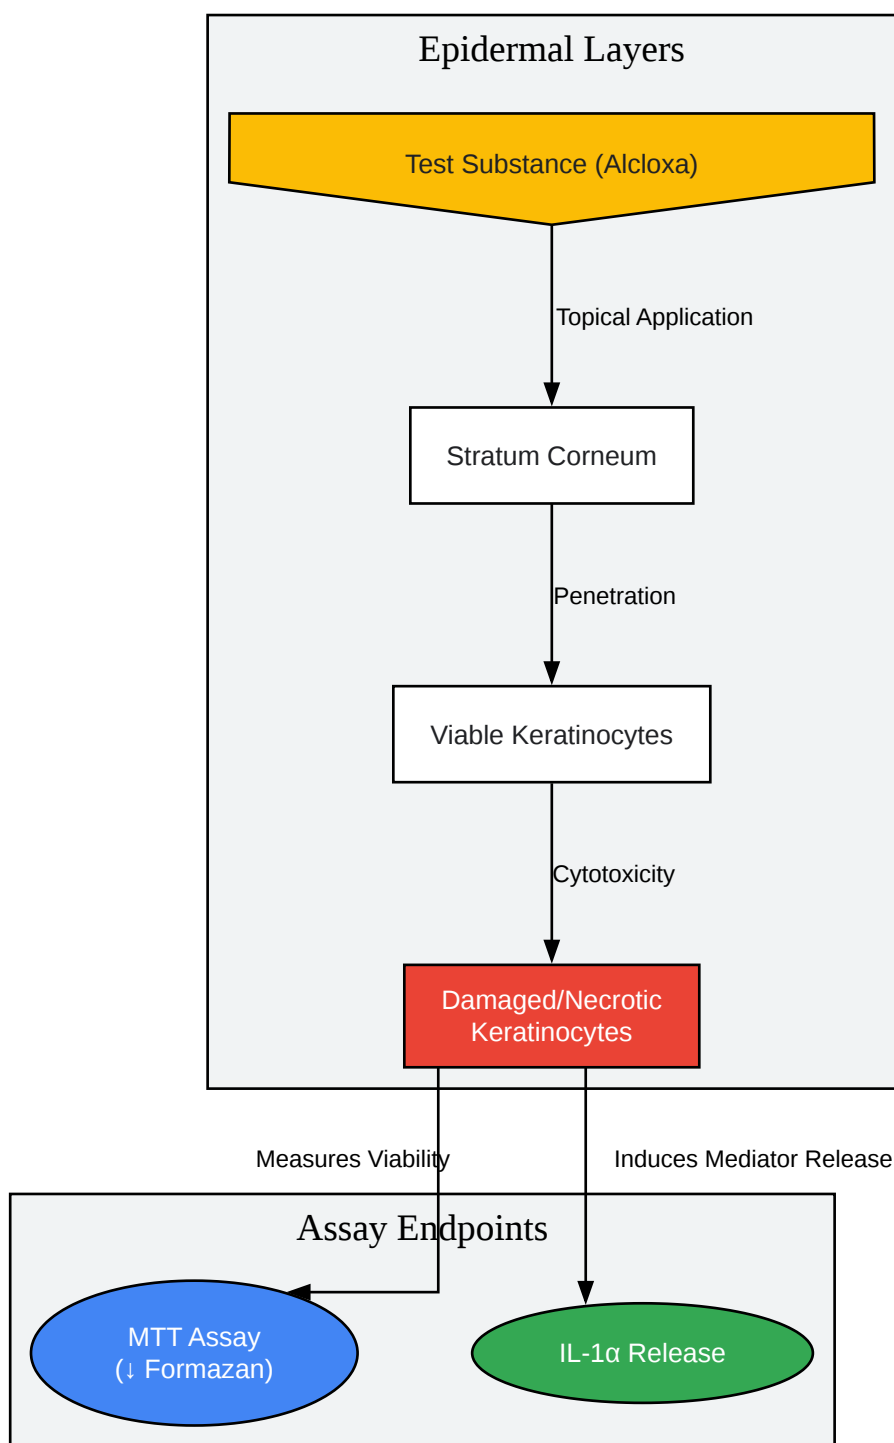 Epidermal Layers
Test Substance (Alcloxa)
Topical Application
Stratum Corneum
Penetration
Viable Keratinocytes
Cytotoxicity
Damaged/Necrotic
Keratinocytes
Measures Viability
Induces Mediator Release
Assay Endpoints
MTT Assay
(↓ Formazan)
IL-1α Release